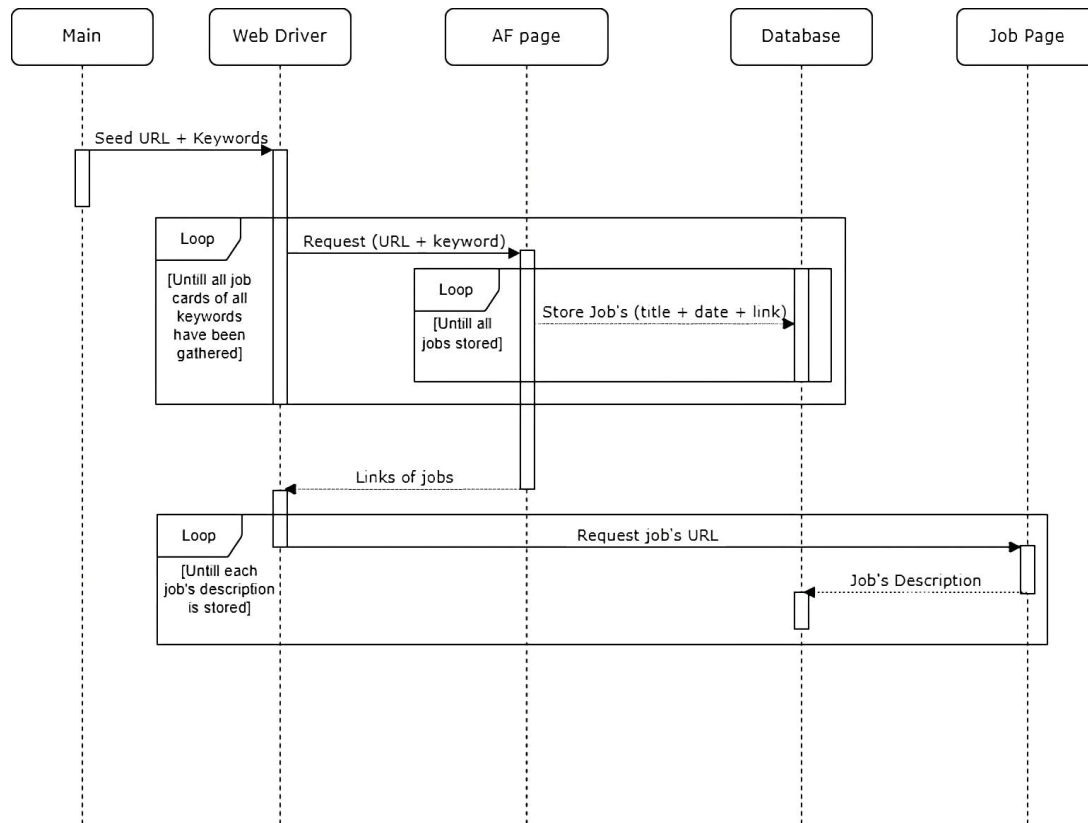 Main
Web Driver
AF page
Database
Job Page
Seed URL + Keywords
Loop
Request (URL + keyword)
[Untill all job
cards of all
keywords
have been
gathered]
Loop
Store Job's (title + date + link)
[Untill all
jobs stored]
Links of jobs
Loop
Request job's URL
[Untill each
job's description
is stored]
Job's Description